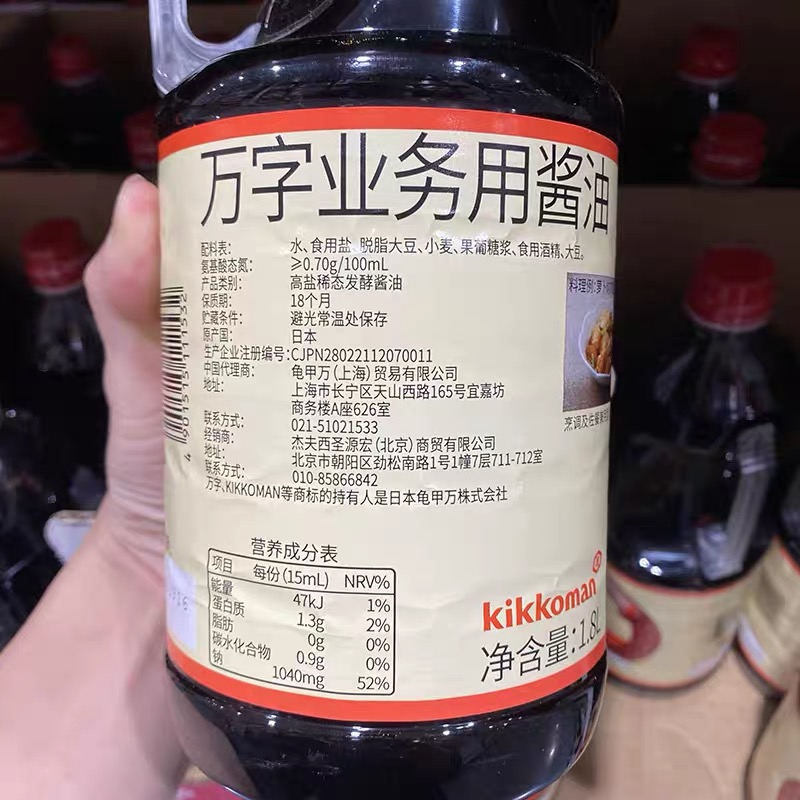 万字业务用酱油
配料表： 水、食用盐、脱脂大豆、小麦、果葡糖浆、食用酒精、大豆。
氨基酸态氮： ≥0.70g/100mL
产品类别： 高盐稀态发酵酱油
保质期： 18个月
贮藏条件： 避光常温处保存
原产国： 日本
生产企业注册编号：CJPN28022112070011
中国代理商： 龟甲万（上海）贸易有限公司
地址： 上海市长宁区天山西路165号宜嘉坊
商务楼A座626室
联系方式： 021-51021533
经销商： 杰夫西圣源宏（北京）商贸有限公司
地址： 北京市朝阳区劲松南路1号1幢7层711-712室
联系方式： 010-85866842
万字、KIKKOMAN等商标的持有人是日本龟甲万株式会社
营养成分表
项目 每份（15mL） NRV%
能量 47kJ 1%
蛋白质 1.3g 2%
脂肪 0g 0%
碳水化合物 0.9g 0%
钠 1040mg 52%
kikkoman
净含量：1.8L
料理例：萝卜
烹调及佐餐
4 901515 111532